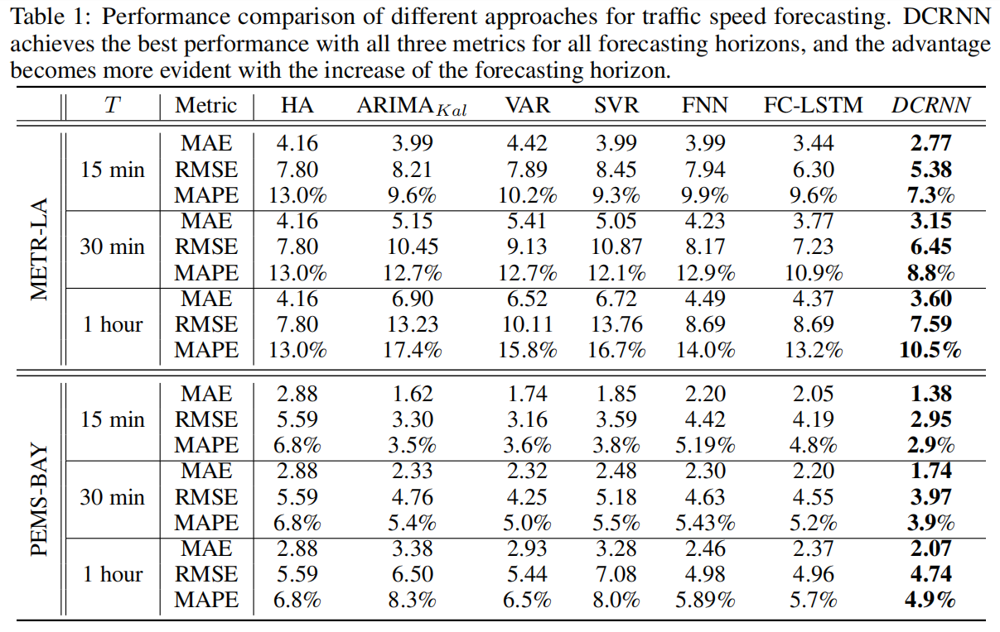 Table 1: Performance comparison of different approaches for traffic speed forecasting. DCRNN
achieves the best performance with all three metrics for all forecasting horizons, and the advantage
becomes more evident with the increase of the forecasting horizon.
T Metric HA ARIMA_Kal VAR SVR FNN FC-LSTM DCRNN
METR-LA
15 min
MAE 4.16 3.99 4.42 3.99 3.99 3.44 2.77
RMSE 7.80 8.21 7.89 8.45 7.94 6.30 5.38
MAPE 13.0% 9.6% 10.2% 9.3% 9.9% 9.6% 7.3%
30 min
MAE 4.16 5.15 5.41 5.05 4.23 3.77 3.15
RMSE 7.80 10.45 9.13 10.87 8.17 7.23 6.45
MAPE 13.0% 12.7% 12.7% 12.1% 12.9% 10.9% 8.8%
1 hour
MAE 4.16 6.90 6.52 6.72 4.49 4.37 3.60
RMSE 7.80 13.23 10.11 13.76 8.69 8.69 7.59
MAPE 13.0% 17.4% 15.8% 16.7% 14.0% 13.2% 10.5%
PEMS-BAY
15 min
MAE 2.88 1.62 1.74 1.85 2.20 2.05 1.38
RMSE 5.59 3.30 3.16 3.59 4.42 4.19 2.95
MAPE 6.8% 3.5% 3.6% 3.8% 5.19% 4.8% 2.9%
30 min
MAE 2.88 2.33 2.32 2.48 2.30 2.20 1.74
RMSE 5.59 4.76 4.25 5.18 4.63 4.55 3.97
MAPE 6.8% 5.4% 5.0% 5.5% 5.43% 5.2% 3.9%
1 hour
MAE 2.88 3.38 2.93 3.28 2.46 2.37 2.07
RMSE 5.59 6.50 5.44 7.08 4.98 4.96 4.74
MAPE 6.8% 8.3% 6.5% 8.0% 5.89% 5.7% 4.9%